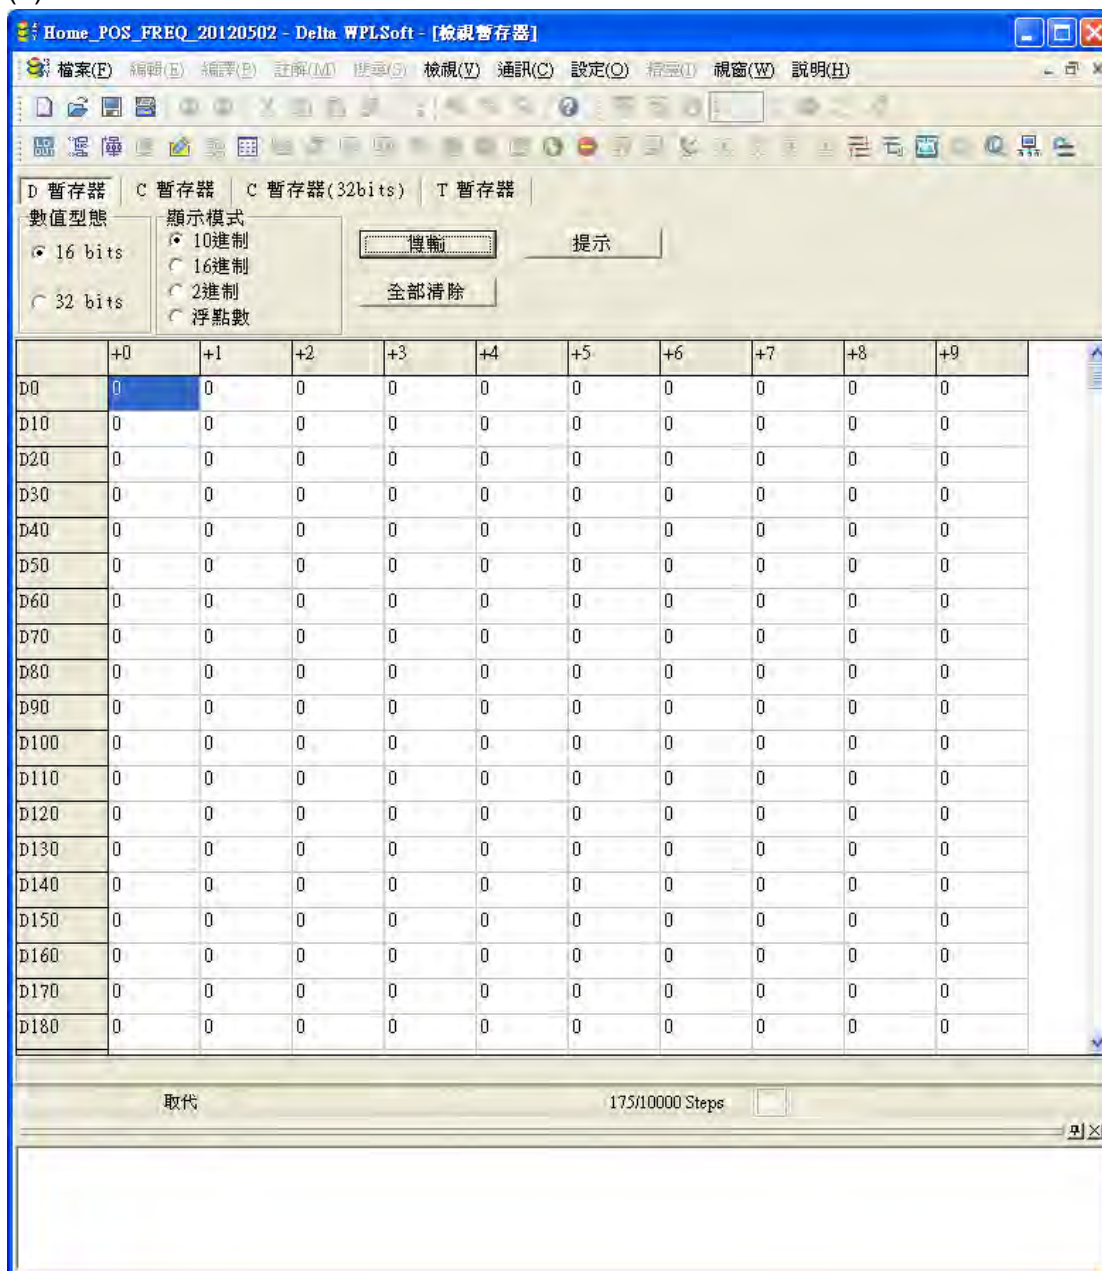 Home_POS_FREQ_20120502 - Delta WPLSoft - [檢視暫存器]
檔案(F) 編輯(E) 編譯(P) 註解(M) 搜尋(S) 檢視(V) 通訊(C) 設定(O) 精靈(I) 視窗(W) 說明(H)
D 暫存器 C 暫存器 C 暫存器(32bits) T 暫存器
數值型態 顯示模式
16 bits 10進制 傳輸 提示
16進制
32 bits 2進制 全部清除
浮點數
+0 +1 +2 +3 +4 +5 +6 +7 +8 +9
D0 0 0 0 0 0 0 0 0 0 0
D10 0 0 0 0 0 0 0 0 0 0
D20 0 0 0 0 0 0 0 0 0 0
D30 0 0 0 0 0 0 0 0 0 0
D40 0 0 0 0 0 0 0 0 0 0
D50 0 0 0 0 0 0 0 0 0 0
D60 0 0 0 0 0 0 0 0 0 0
D70 0 0 0 0 0 0 0 0 0 0
D80 0 0 0 0 0 0 0 0 0 0
D90 0 0 0 0 0 0 0 0 0 0
D100 0 0 0 0 0 0 0 0 0 0
D110 0 0 0 0 0 0 0 0 0 0
D120 0 0 0 0 0 0 0 0 0 0
D130 0 0 0 0 0 0 0 0 0 0
D140 0 0 0 0 0 0 0 0 0 0
D150 0 0 0 0 0 0 0 0 0 0
D160 0 0 0 0 0 0 0 0 0 0
D170 0 0 0 0 0 0 0 0 0 0
D180 0 0 0 0 0 0 0 0 0 0
取代 175/10000 Steps